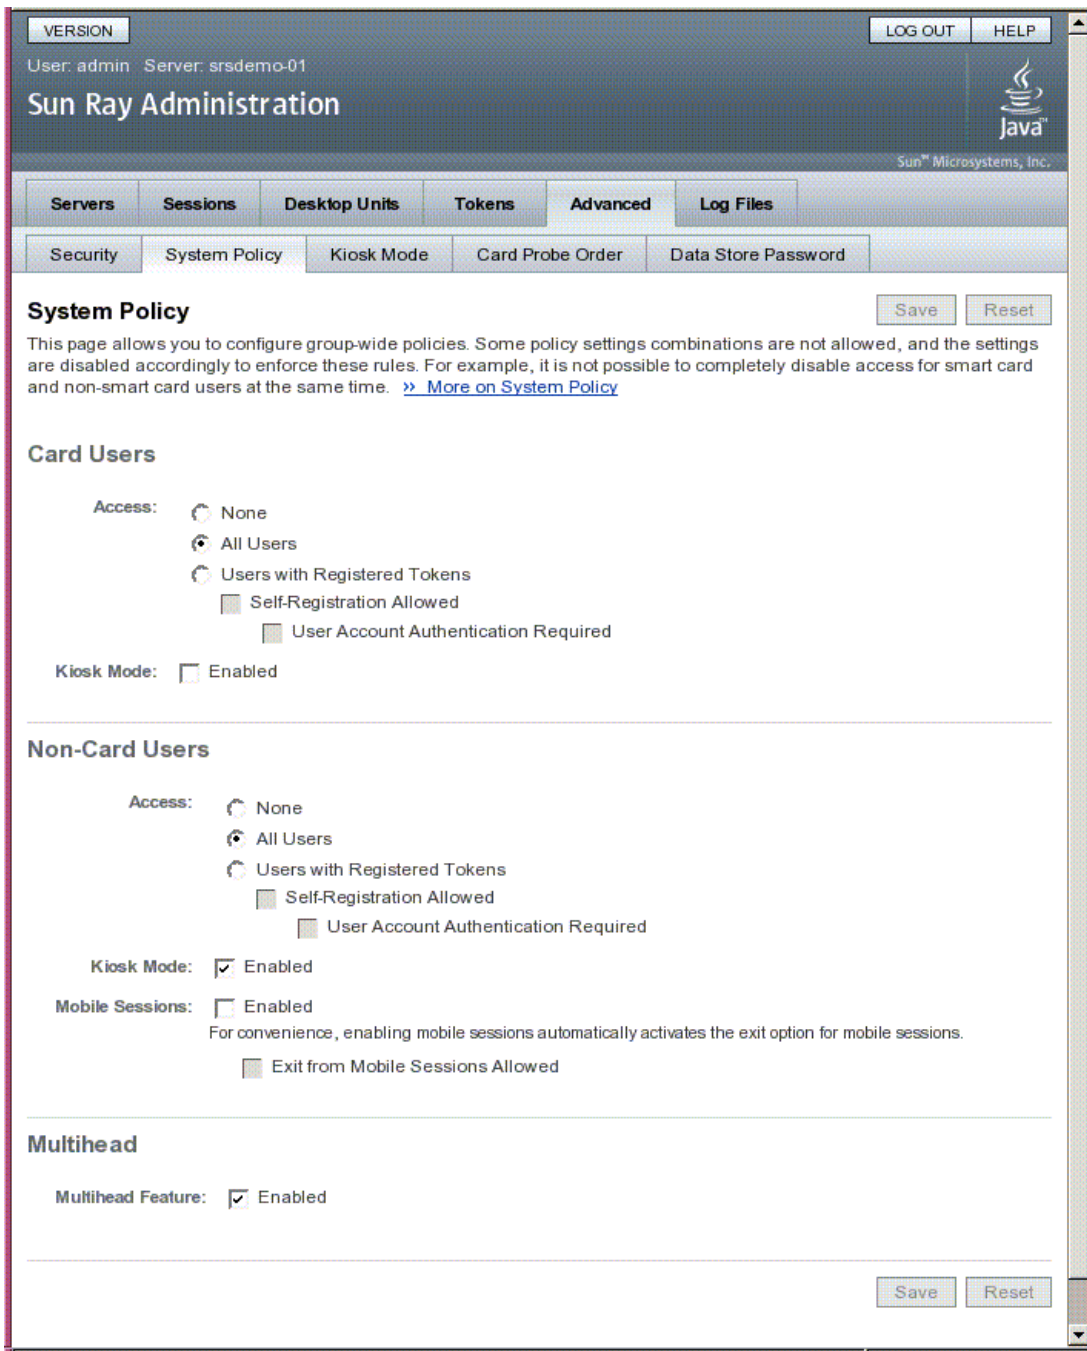 VERSION
LOG OUT
HELP
User: admin Server: srsdemo-01
Sun Ray Administration
Java™
Sun™ Microsystems, Inc.
Servers
Sessions
Desktop Units
Tokens
Advanced
Log Files
Security
System Policy
Kiosk Mode
Card Probe Order
Data Store Password
System Policy
Save
Reset
This page allows you to configure group-wide policies. Some policy settings combinations are not allowed, and the settings
are disabled accordingly to enforce these rules. For example, it is not possible to completely disable access for smart card
and non-smart card users at the same time. » More on System Policy
Card Users
Access:
None
All Users
Users with Registered Tokens
Self-Registration Allowed
User Account Authentication Required
Kiosk Mode: Enabled
Non-Card Users
Access:
None
All Users
Users with Registered Tokens
Self-Registration Allowed
User Account Authentication Required
Kiosk Mode: Enabled
Mobile Sessions: Enabled
For convenience, enabling mobile sessions automatically activates the exit option for mobile sessions.
Exit from Mobile Sessions Allowed
Multihead
Multihead Feature: Enabled
Save
Reset